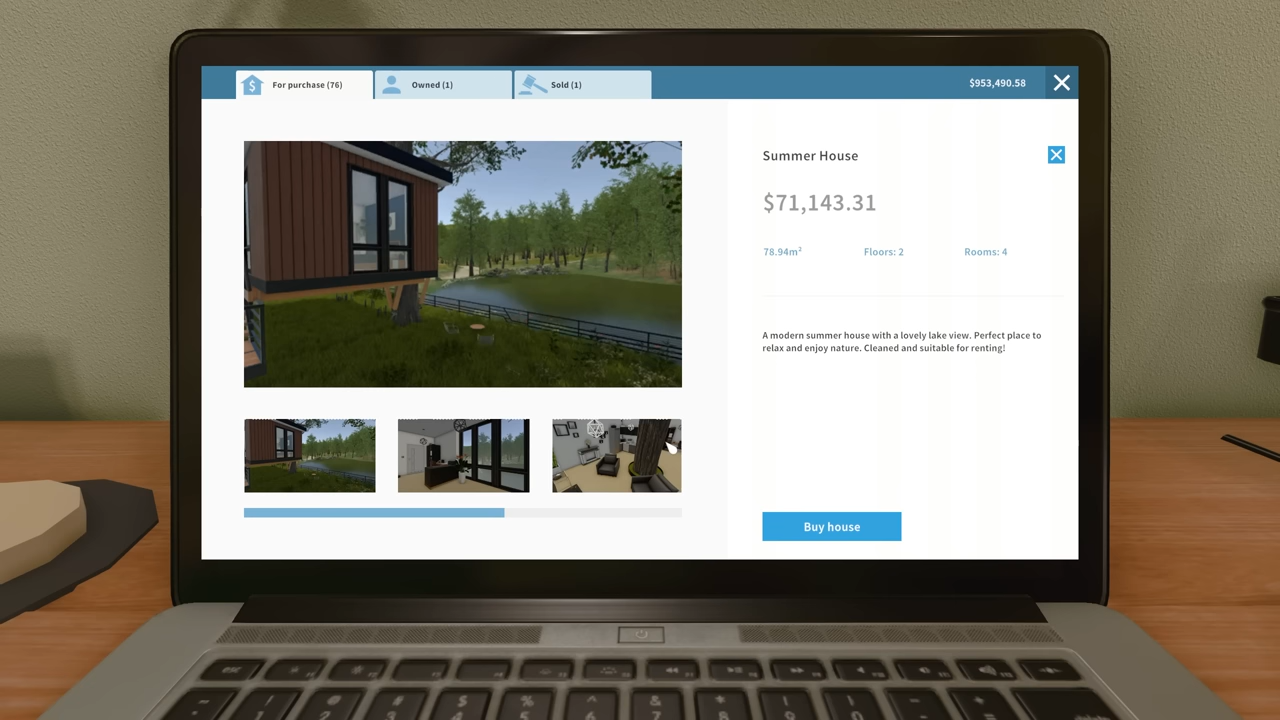 For purchase (76)
Owned (1)
Sold (1)
$953,490.58
Summer House
$71,143.31
78.94m²
Floors: 2
Rooms: 4
A modern summer house with a lovely lake view. Perfect place to
relax and enjoy nature. Cleaned and suitable for renting!
Buy house
esc